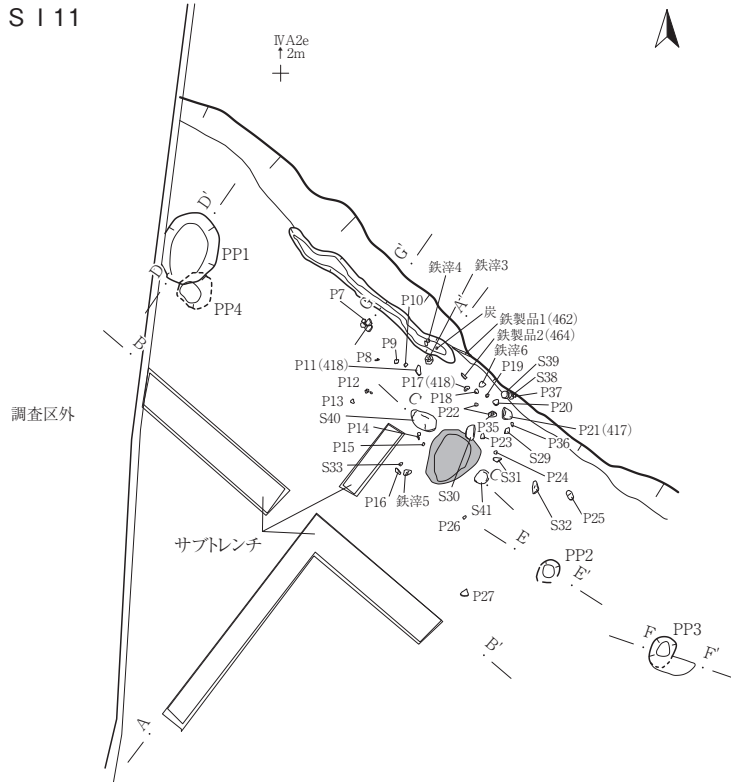 S I 11
ⅣA2e
↑2m
D'
PP1
D
PP4
B
調査区外
G'
鉄滓4
鉄滓3
A'
炭
鉄製品1(462)
鉄製品2(464)
鉄滓6
P19
S39
S38
P37
P20
P21(417)
P36
S29
P7
G
P10
P9
P8
P11(418)
P17(418)
P18
P12
P13
C
P22
S40
P35
P14
P23
P15
P24
S33
C'
S31
P16
鉄滓5
S30
S41
S32
P25
P26
E
サブトレンチ
PP2
E'
P27
B'
F
PP3
F'
A